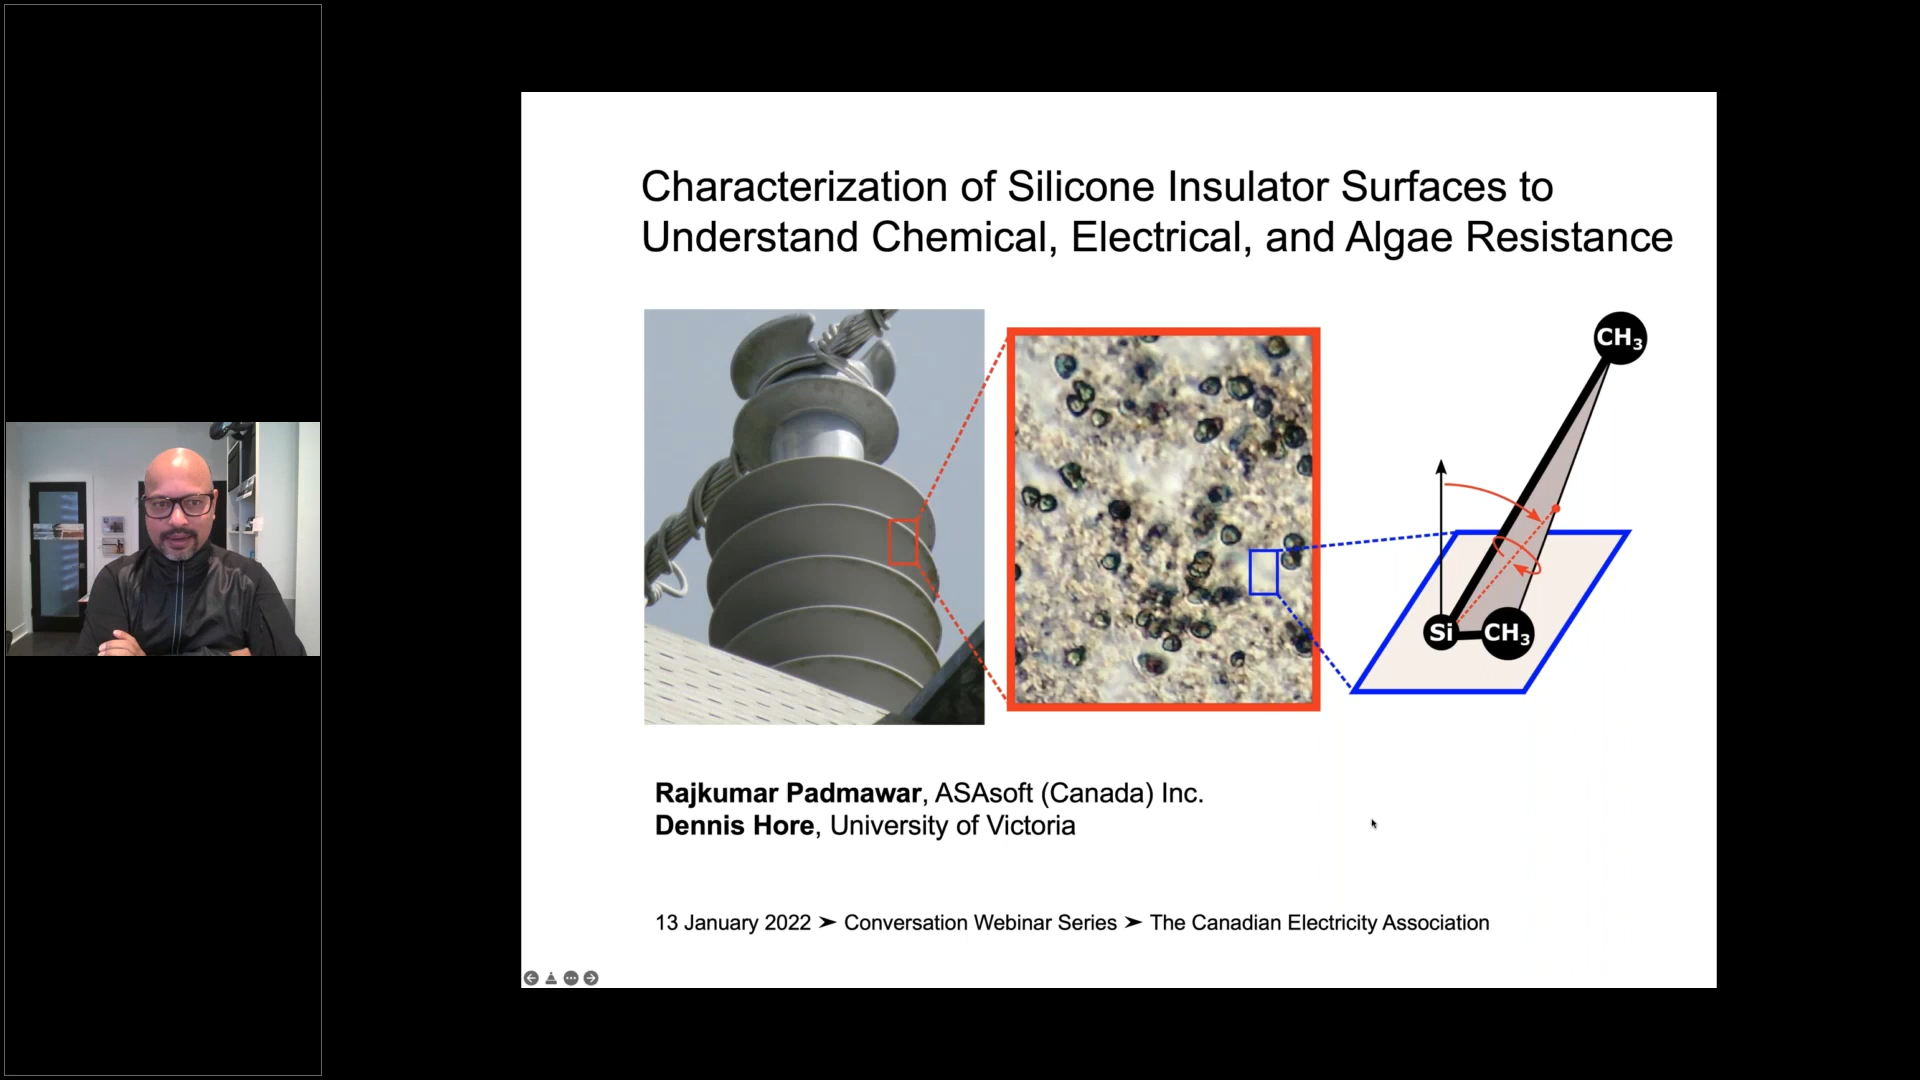 Characterization of Silicone Insulator Surfaces to
Understand Chemical, Electrical, and Algae Resistance
CH3
Si
CH3
Rajkumar Padmawar, ASAsoft (Canada) Inc.
Dennis Hore, University of Victoria
13 January 2022 ➤ Conversation Webinar Series ➤ The Canadian Electricity Association